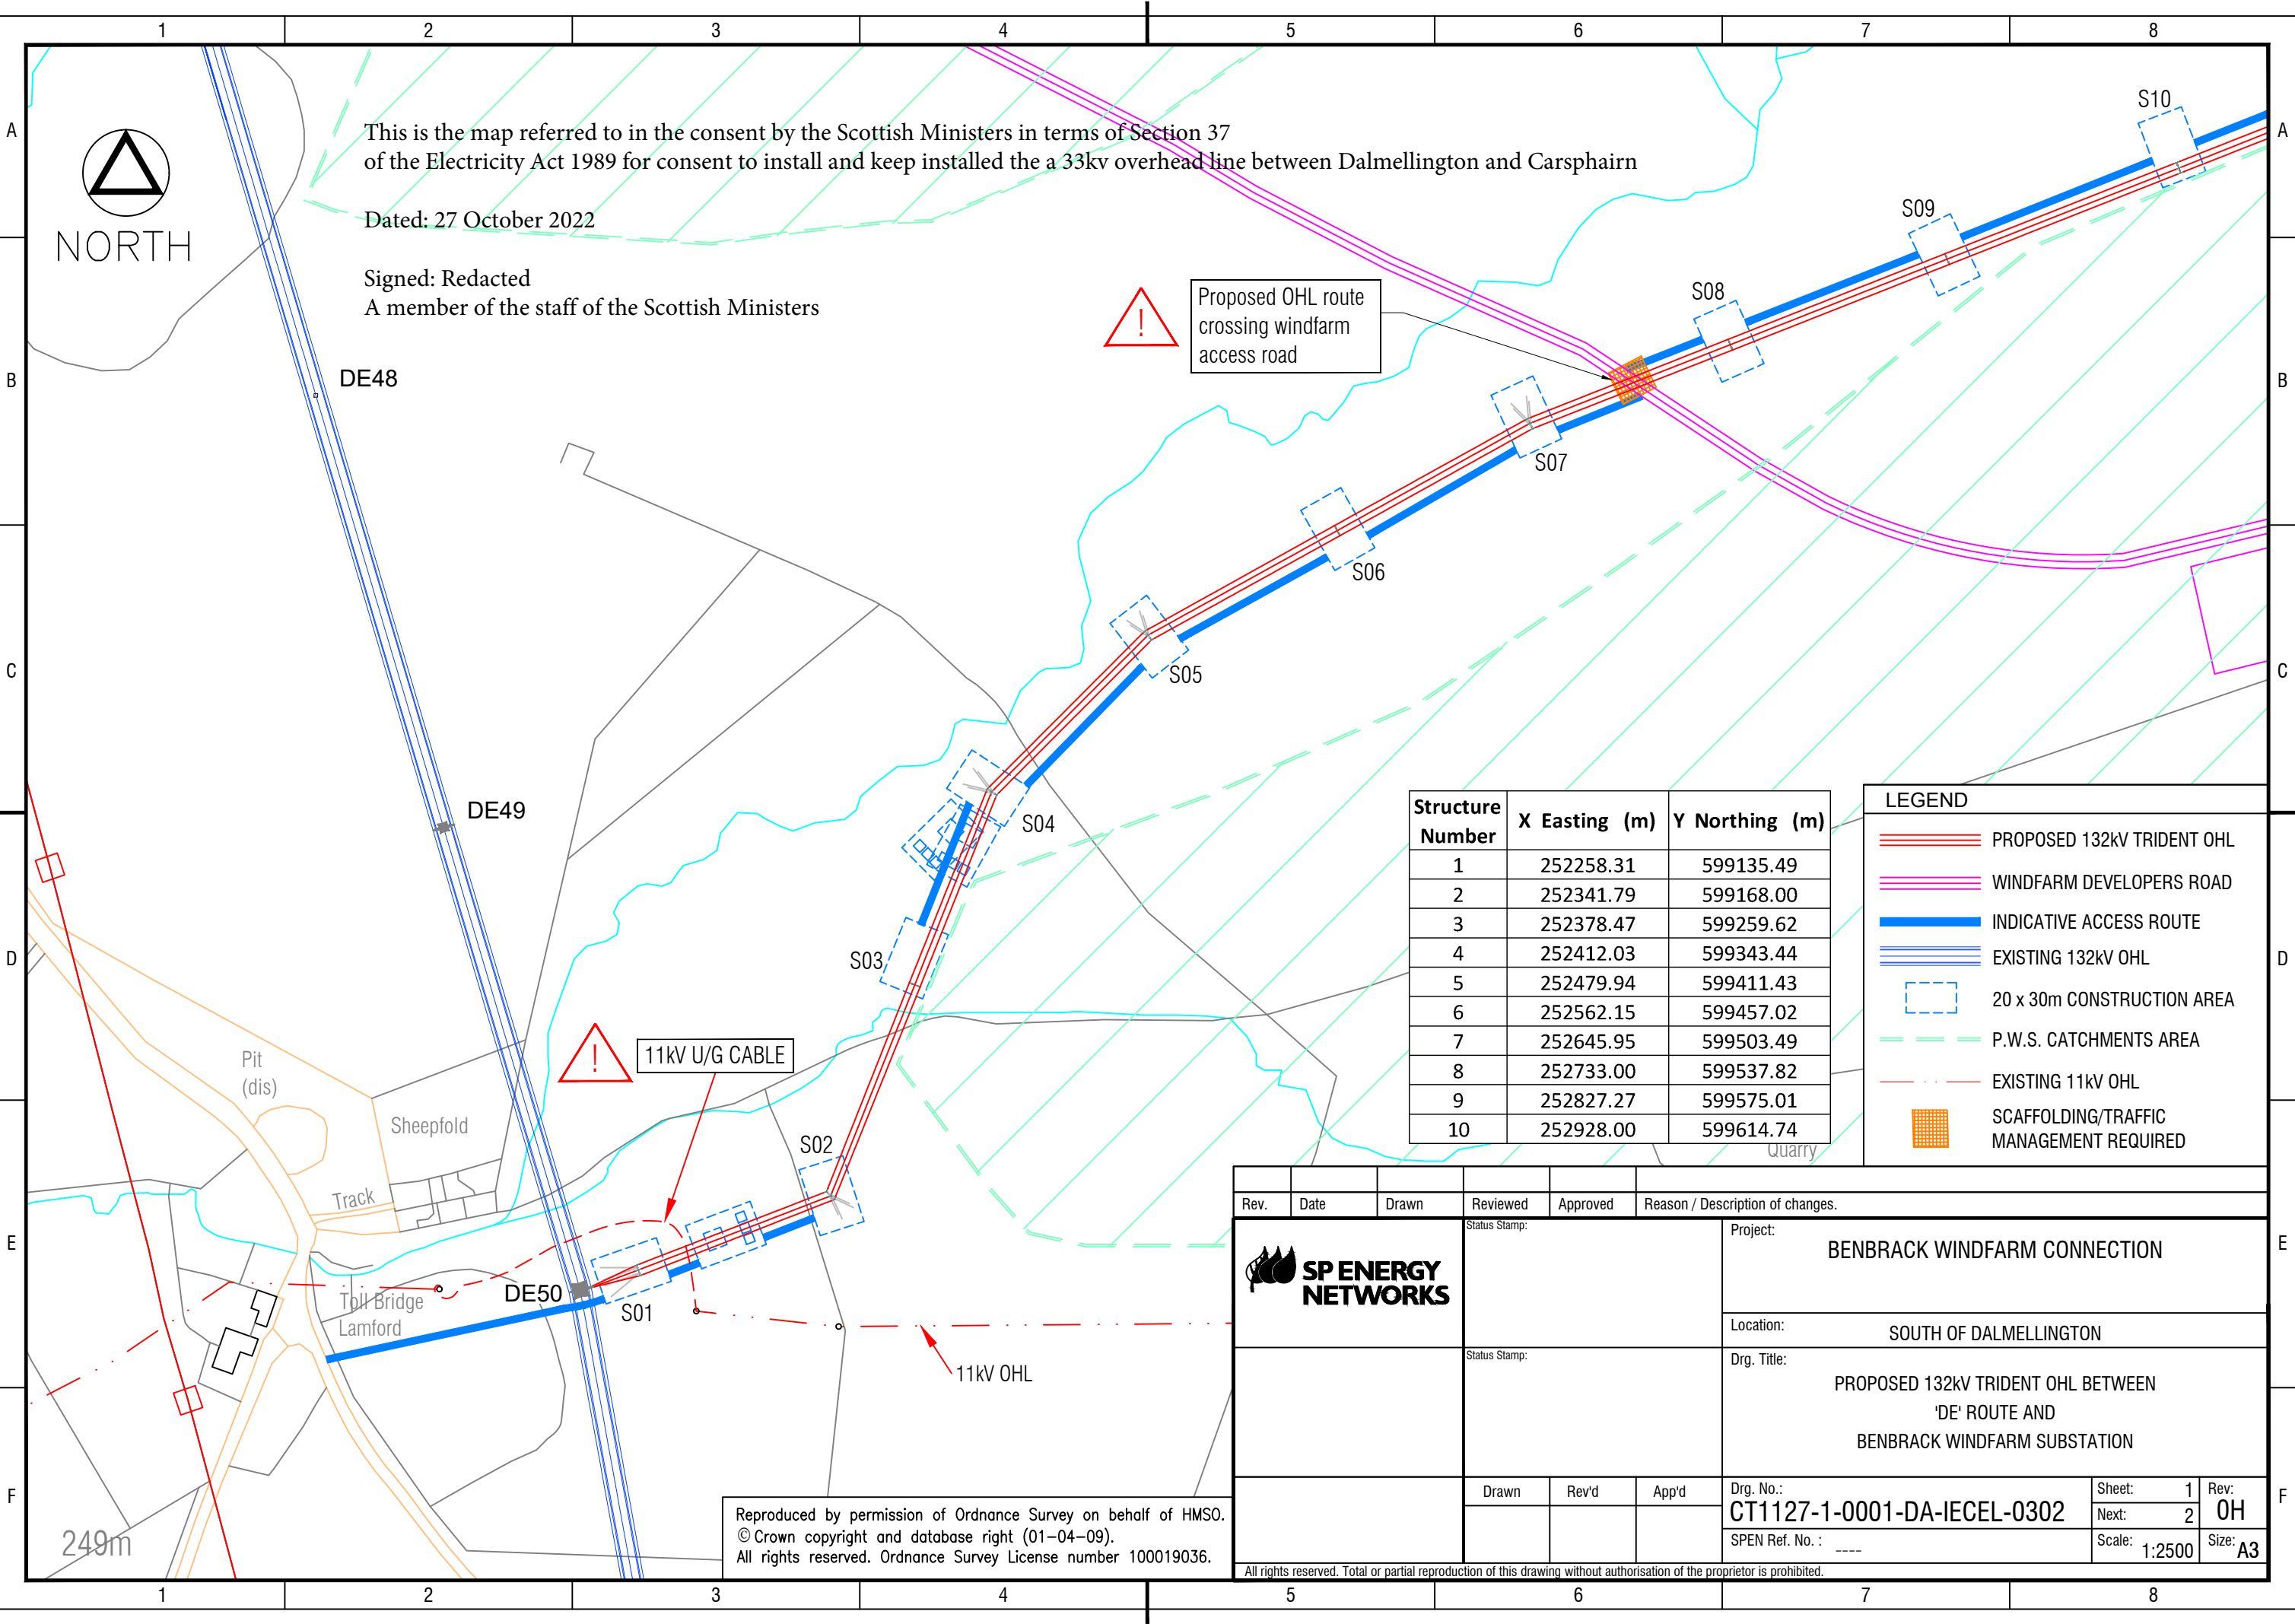 1 2 3 4 5 6 7 8
A A
B B
C C
D D
E E
F F
NORTH
This is the map referred to in the consent by the Scottish Ministers in terms of Section 37
of the Electricity Act 1989 for consent to install and keep installed the a 33kv overhead line between Dalmellington and Carsphairn
Dated: 27 October 2022
Signed: Redacted
A member of the staff of the Scottish Ministers
S10
S09
S08
Proposed OHL route
crossing windfarm
access road
!
DE48
S07
S06
S05
DE49
S04
S03
!
11kV U/G CABLE
Pit
(dis)
Sheepfold
S02
Track
DE50
S01
Toll Bridge
Lamford
11kV OHL
249m
Quarry
Structure Number X Easting (m) Y Northing (m)
1 252258.31 599135.49
2 252341.79 599168.00
3 252378.47 599259.62
4 252412.03 599343.44
5 252479.94 599411.43
6 252562.15 599457.02
7 252645.95 599503.49
8 252733.00 599537.82
9 252827.27 599575.01
10 252928.00 599614.74
LEGEND
PROPOSED 132kV TRIDENT OHL
WINDFARM DEVELOPERS ROAD
INDICATIVE ACCESS ROUTE
EXISTING 132kV OHL
20 x 30m CONSTRUCTION AREA
P.W.S. CATCHMENTS AREA
EXISTING 11kV OHL
SCAFFOLDING/TRAFFIC
MANAGEMENT REQUIRED
Rev. Date Drawn Reviewed Approved Reason / Description of changes.
SP ENERGY
NETWORKS
Status Stamp:
Status Stamp:
Project:
BENBRACK WINDFARM CONNECTION
Location:
SOUTH OF DALMELLINGTON
Drg. Title:
PROPOSED 132kV TRIDENT OHL BETWEEN
'DE' ROUTE AND
BENBRACK WINDFARM SUBSTATION
Drawn Rev'd App'd
Drg. No.:
CT1127-1-0001-DA-IECEL-0302
SPEN Ref. No. : ----
Sheet: 1
Next: 2
Rev: 0H
Scale: 1:2500
Size: A3
All rights reserved. Total or partial reproduction of this drawing without authorisation of the proprietor is prohibited.
Reproduced by permission of Ordnance Survey on behalf of HMSO.
© Crown copyright and database right (01-04-09).
All rights reserved. Ordnance Survey License number 100019036.
1 2 3 4 5 6 7 8